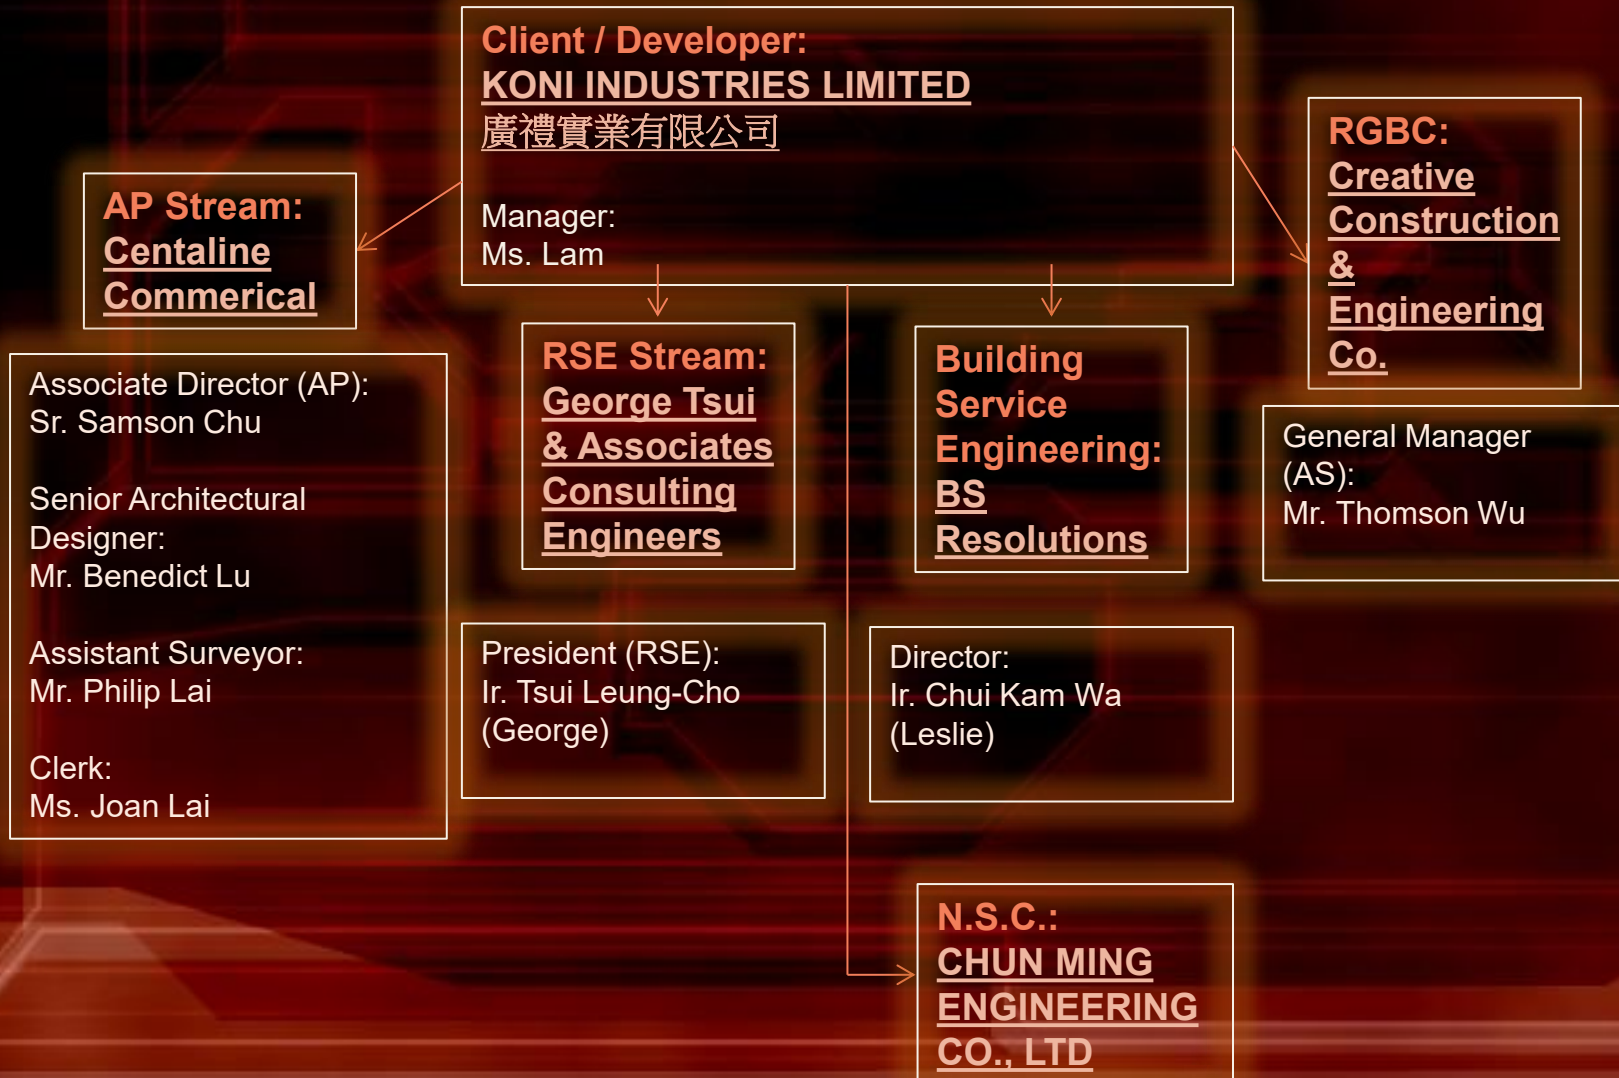 Client / Developer:
KONI INDUSTRIES LIMITED
廣禮實業有限公司
Manager:
Ms. Lam
AP Stream:
Centaline
Commerical
Associate Director (AP):
Sr. Samson Chu
Senior Architectural
Designer:
Mr. Benedict Lu
Assistant Surveyor:
Mr. Philip Lai
Clerk:
Ms. Joan Lai
RSE Stream:
George Tsui
& Associates
Consulting
Engineers
President (RSE):
Ir. Tsui Leung-Cho
(George)
Building
Service
Engineering:
BS
Resolutions
Director:
Ir. Chui Kam Wa
(Leslie)
RGBC:
Creative
Construction
&
Engineering
Co.
General Manager
(AS):
Mr. Thomson Wu
N.S.C.:
CHUN MING
ENGINEERING
CO., LTD